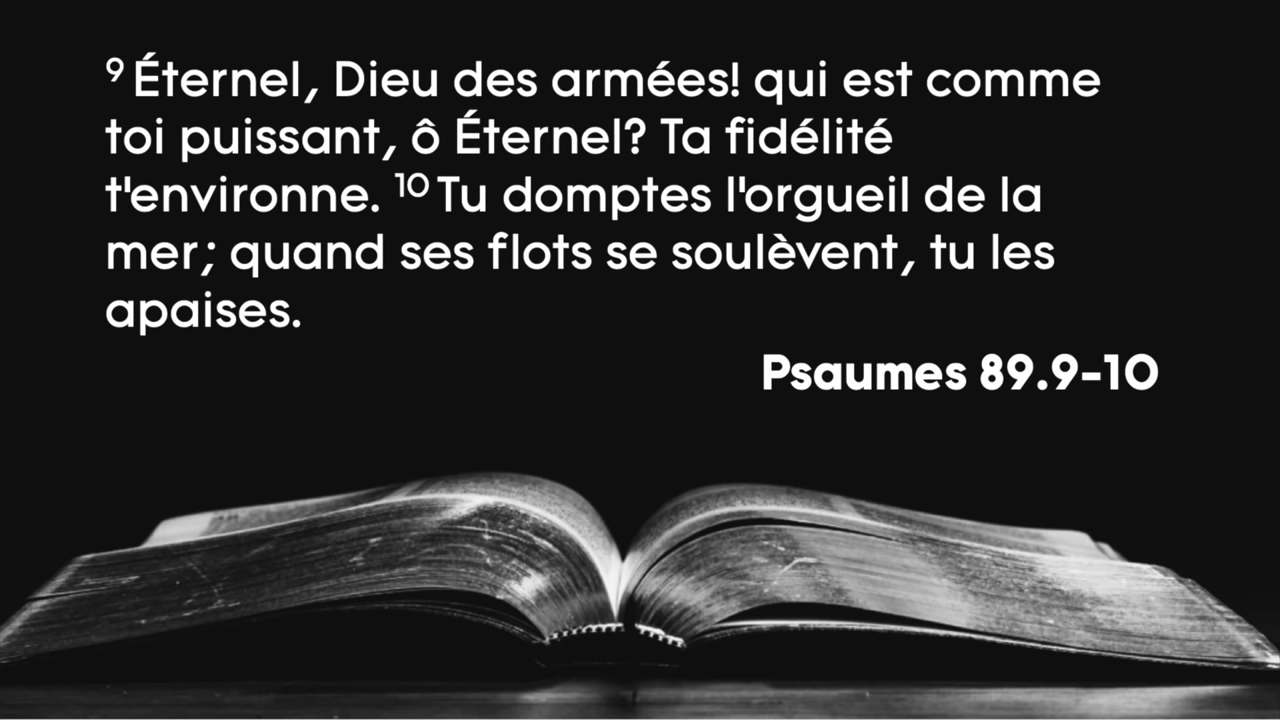 9 Éternel, Dieu des armées! qui est comme
toi puissant, ô Éternel? Ta fidélité
t'environne. 10 Tu domptes l'orgueil de la
mer; quand ses flots se soulèvent, tu les
apaises.
Psaumes 89.9-10